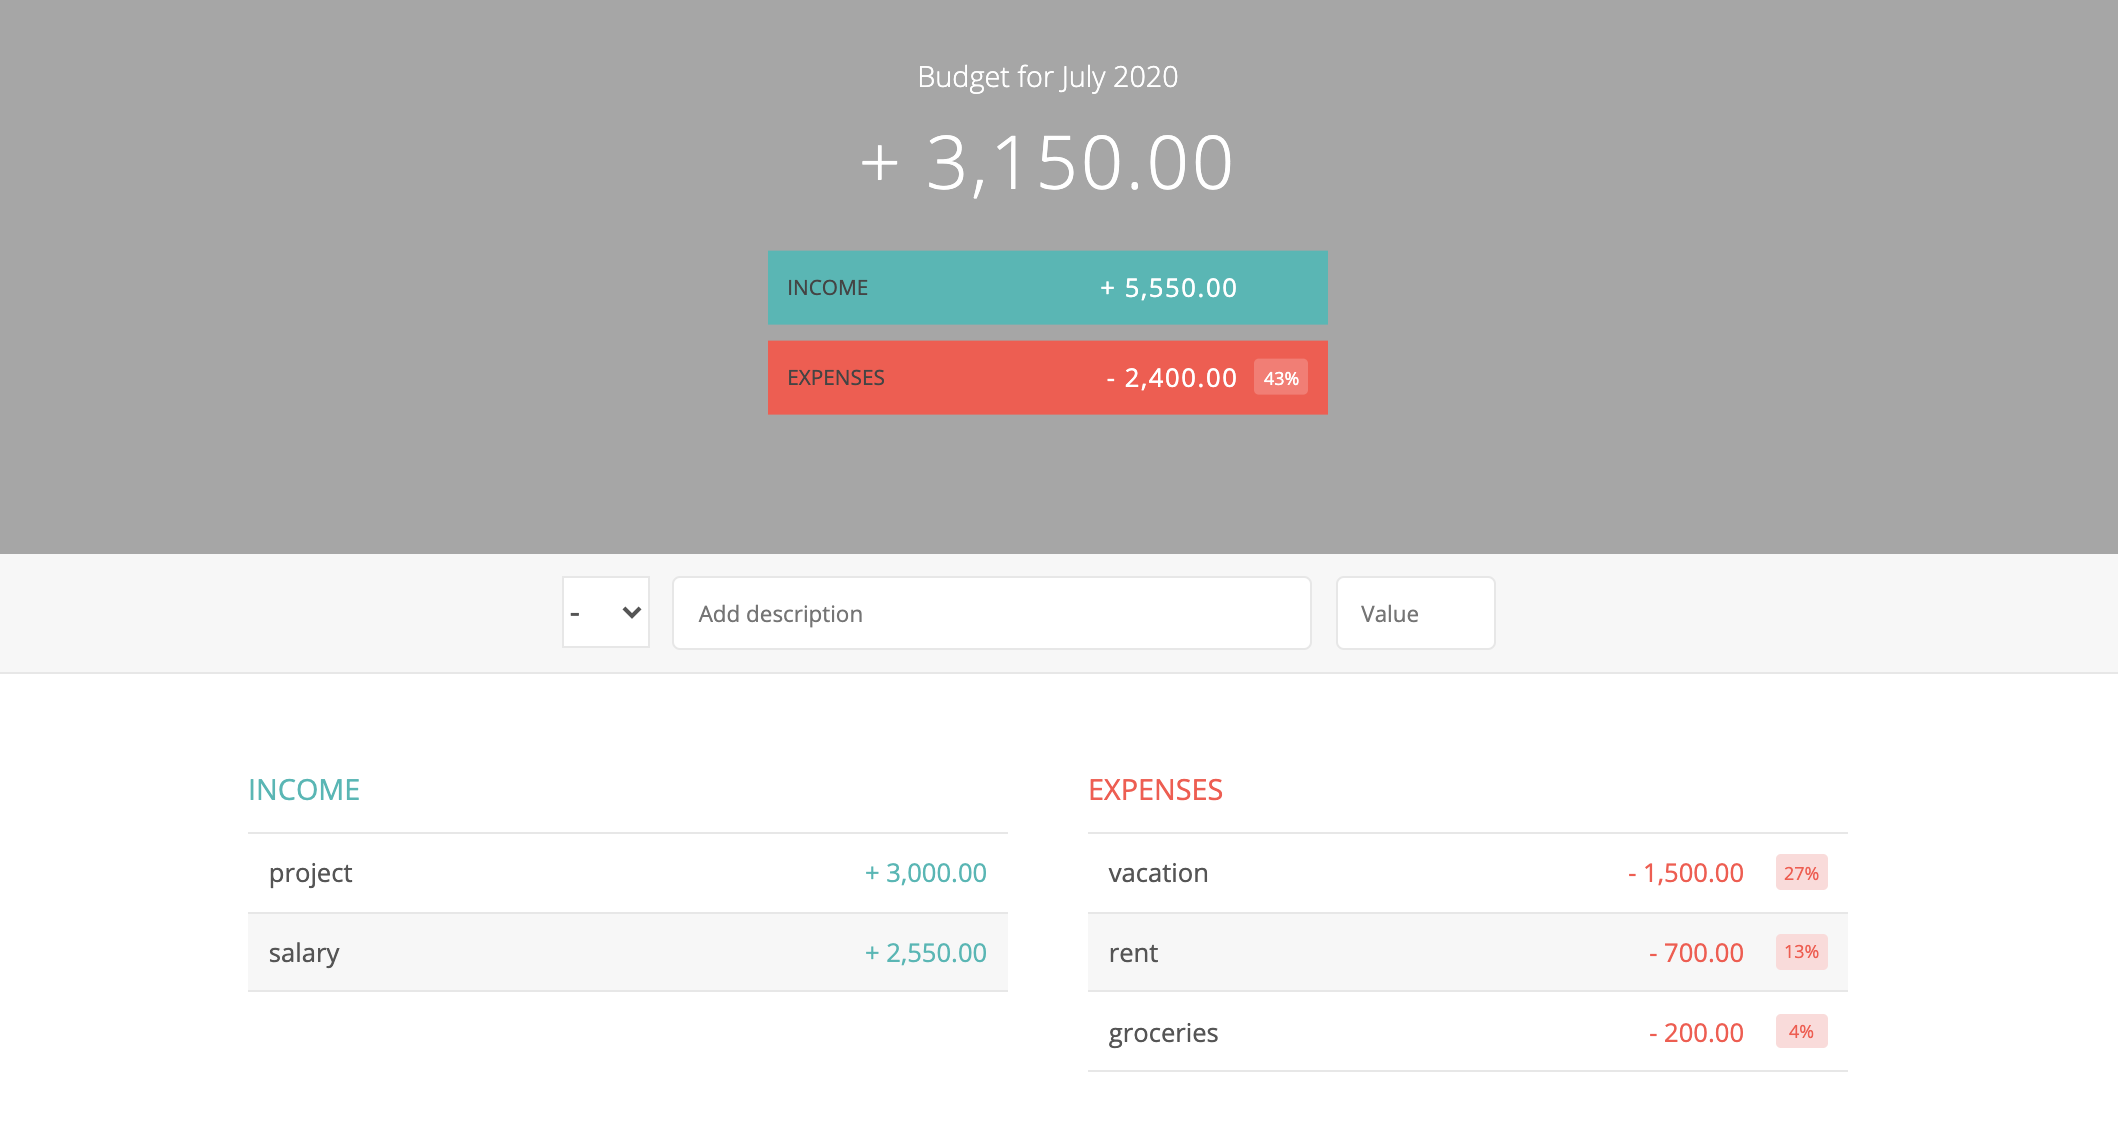 Budget for July 2020
+ 3,150.00
INCOME + 5,550.00
EXPENSES - 2,400.00 43%
- Add description Value
INCOME
project + 3,000.00
salary + 2,550.00
EXPENSES
vacation - 1,500.00 27%
rent - 700.00 13%
groceries - 200.00 4%